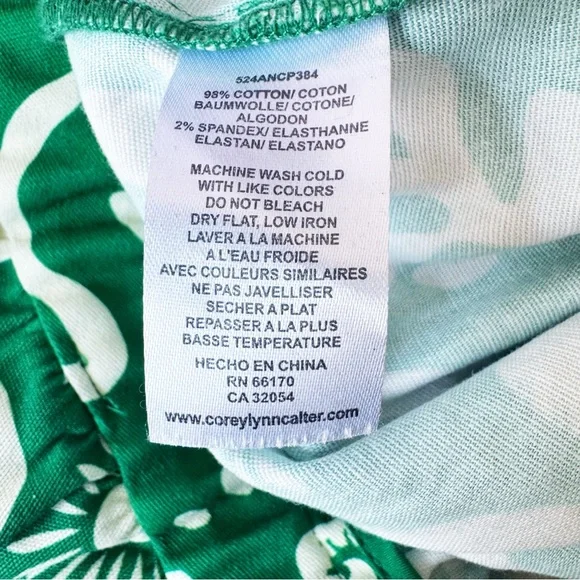 524ANCP384
98% COTTON/ COTON
BAUMWOLLE/ COTONE/
ALGODON
2% SPANDEX/ ELASTHANNE
ELASTAN/ ELASTANO
MACHINE WASH COLD
WITH LIKE COLORS
DO NOT BLEACH
DRY FLAT, LOW IRON
LAVER A LA MACHINE
A L'EAU FROIDE
AVEC COULEURS SIMILAIRES
NE PAS JAVELLISER
SECHER A PLAT
REPASSER A LA PLUS
BASSE TEMPERATURE
HECHO EN CHINA
RN 66170
CA 32054
www.coreylynncalter.com